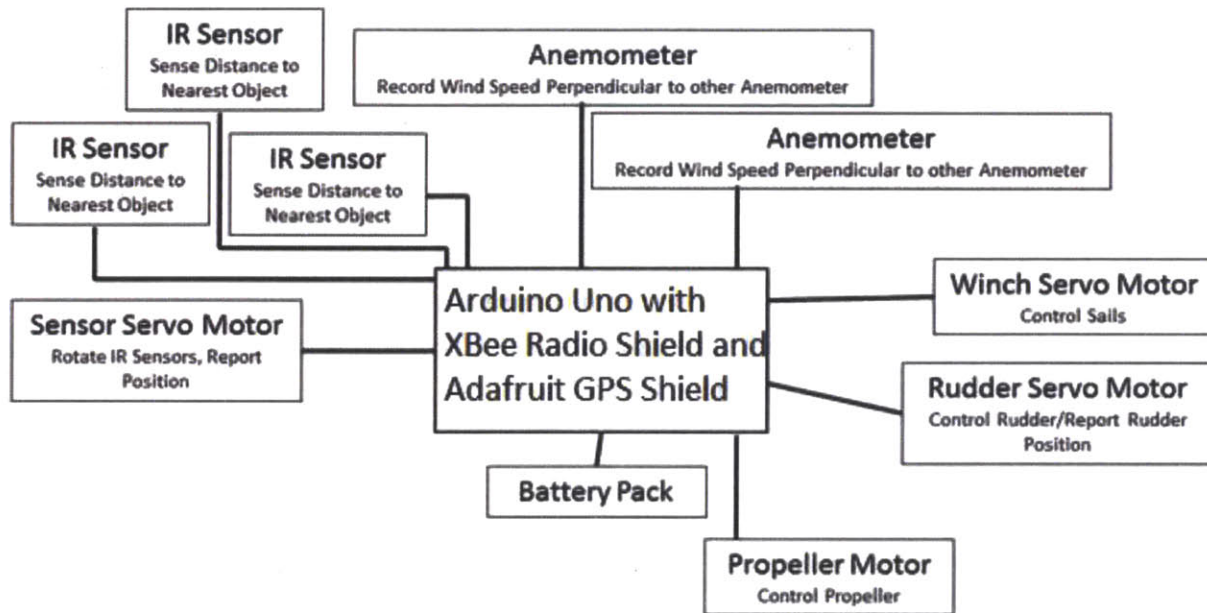 IR Sensor
Sense Distance to
Nearest Object
Anemometer
Record Wind Speed Perpendicular to other Anemometer
IR Sensor
Sense Distance to
Nearest Object
IR Sensor
Sense Distance to
Nearest Object
Anemometer
Record Wind Speed Perpendicular to other Anemometer
Arduino Uno with
XBee Radio Shield and
Adafruit GPS Shield
Winch Servo Motor
Control Sails
Sensor Servo Motor
Rotate IR Sensors, Report
Position
Rudder Servo Motor
Control Rudder/Report Rudder
Position
Battery Pack
Propeller Motor
Control Propeller